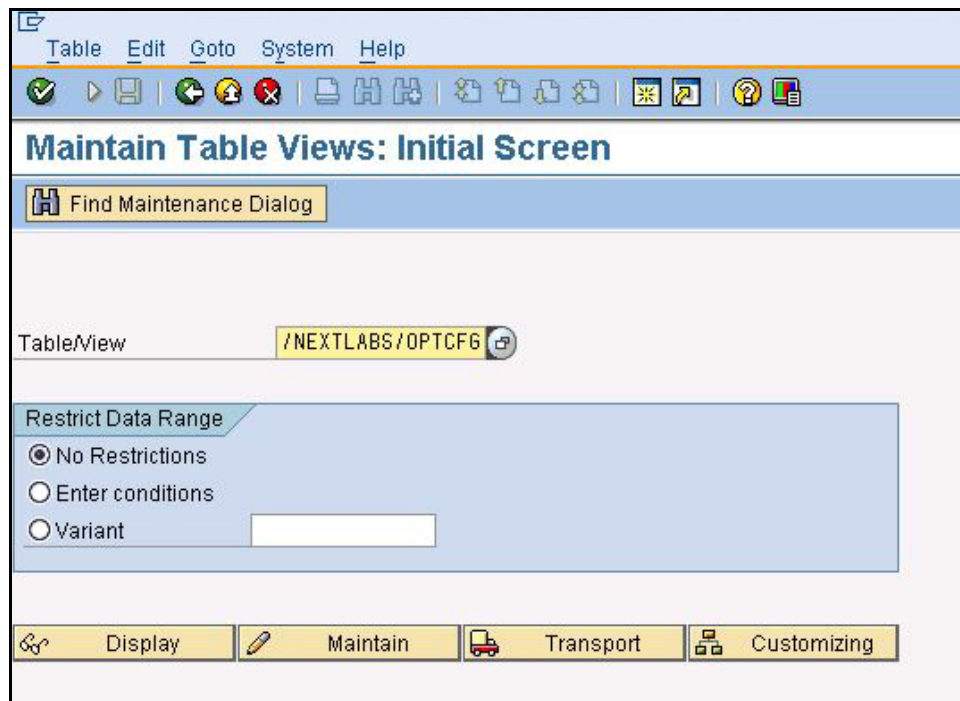 Table Edit Goto System Help
Maintain Table Views: Initial Screen
Find Maintenance Dialog
Table/View /NEXTLABS/OPTCFG
Restrict Data Range
No Restrictions
Enter conditions
Variant
Display Maintain Transport Customizing